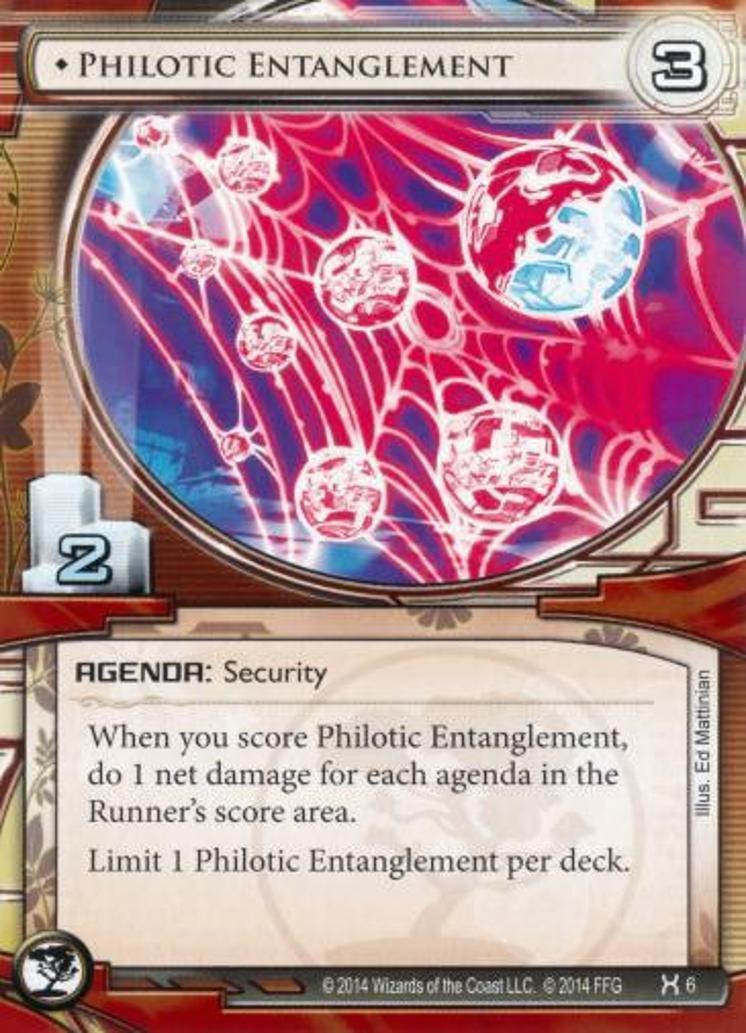 ⬥ PHILOTIC ENTANGLEMENT
3
2
AGENDA: Security
When you score Philotic Entanglement,
do 1 net damage for each agenda in the
Runner's score area.
Limit 1 Philotic Entanglement per deck.
Illus. Ed Mattinian
© 2014 Wizards of the Coast LLC. © 2014 FFG 6